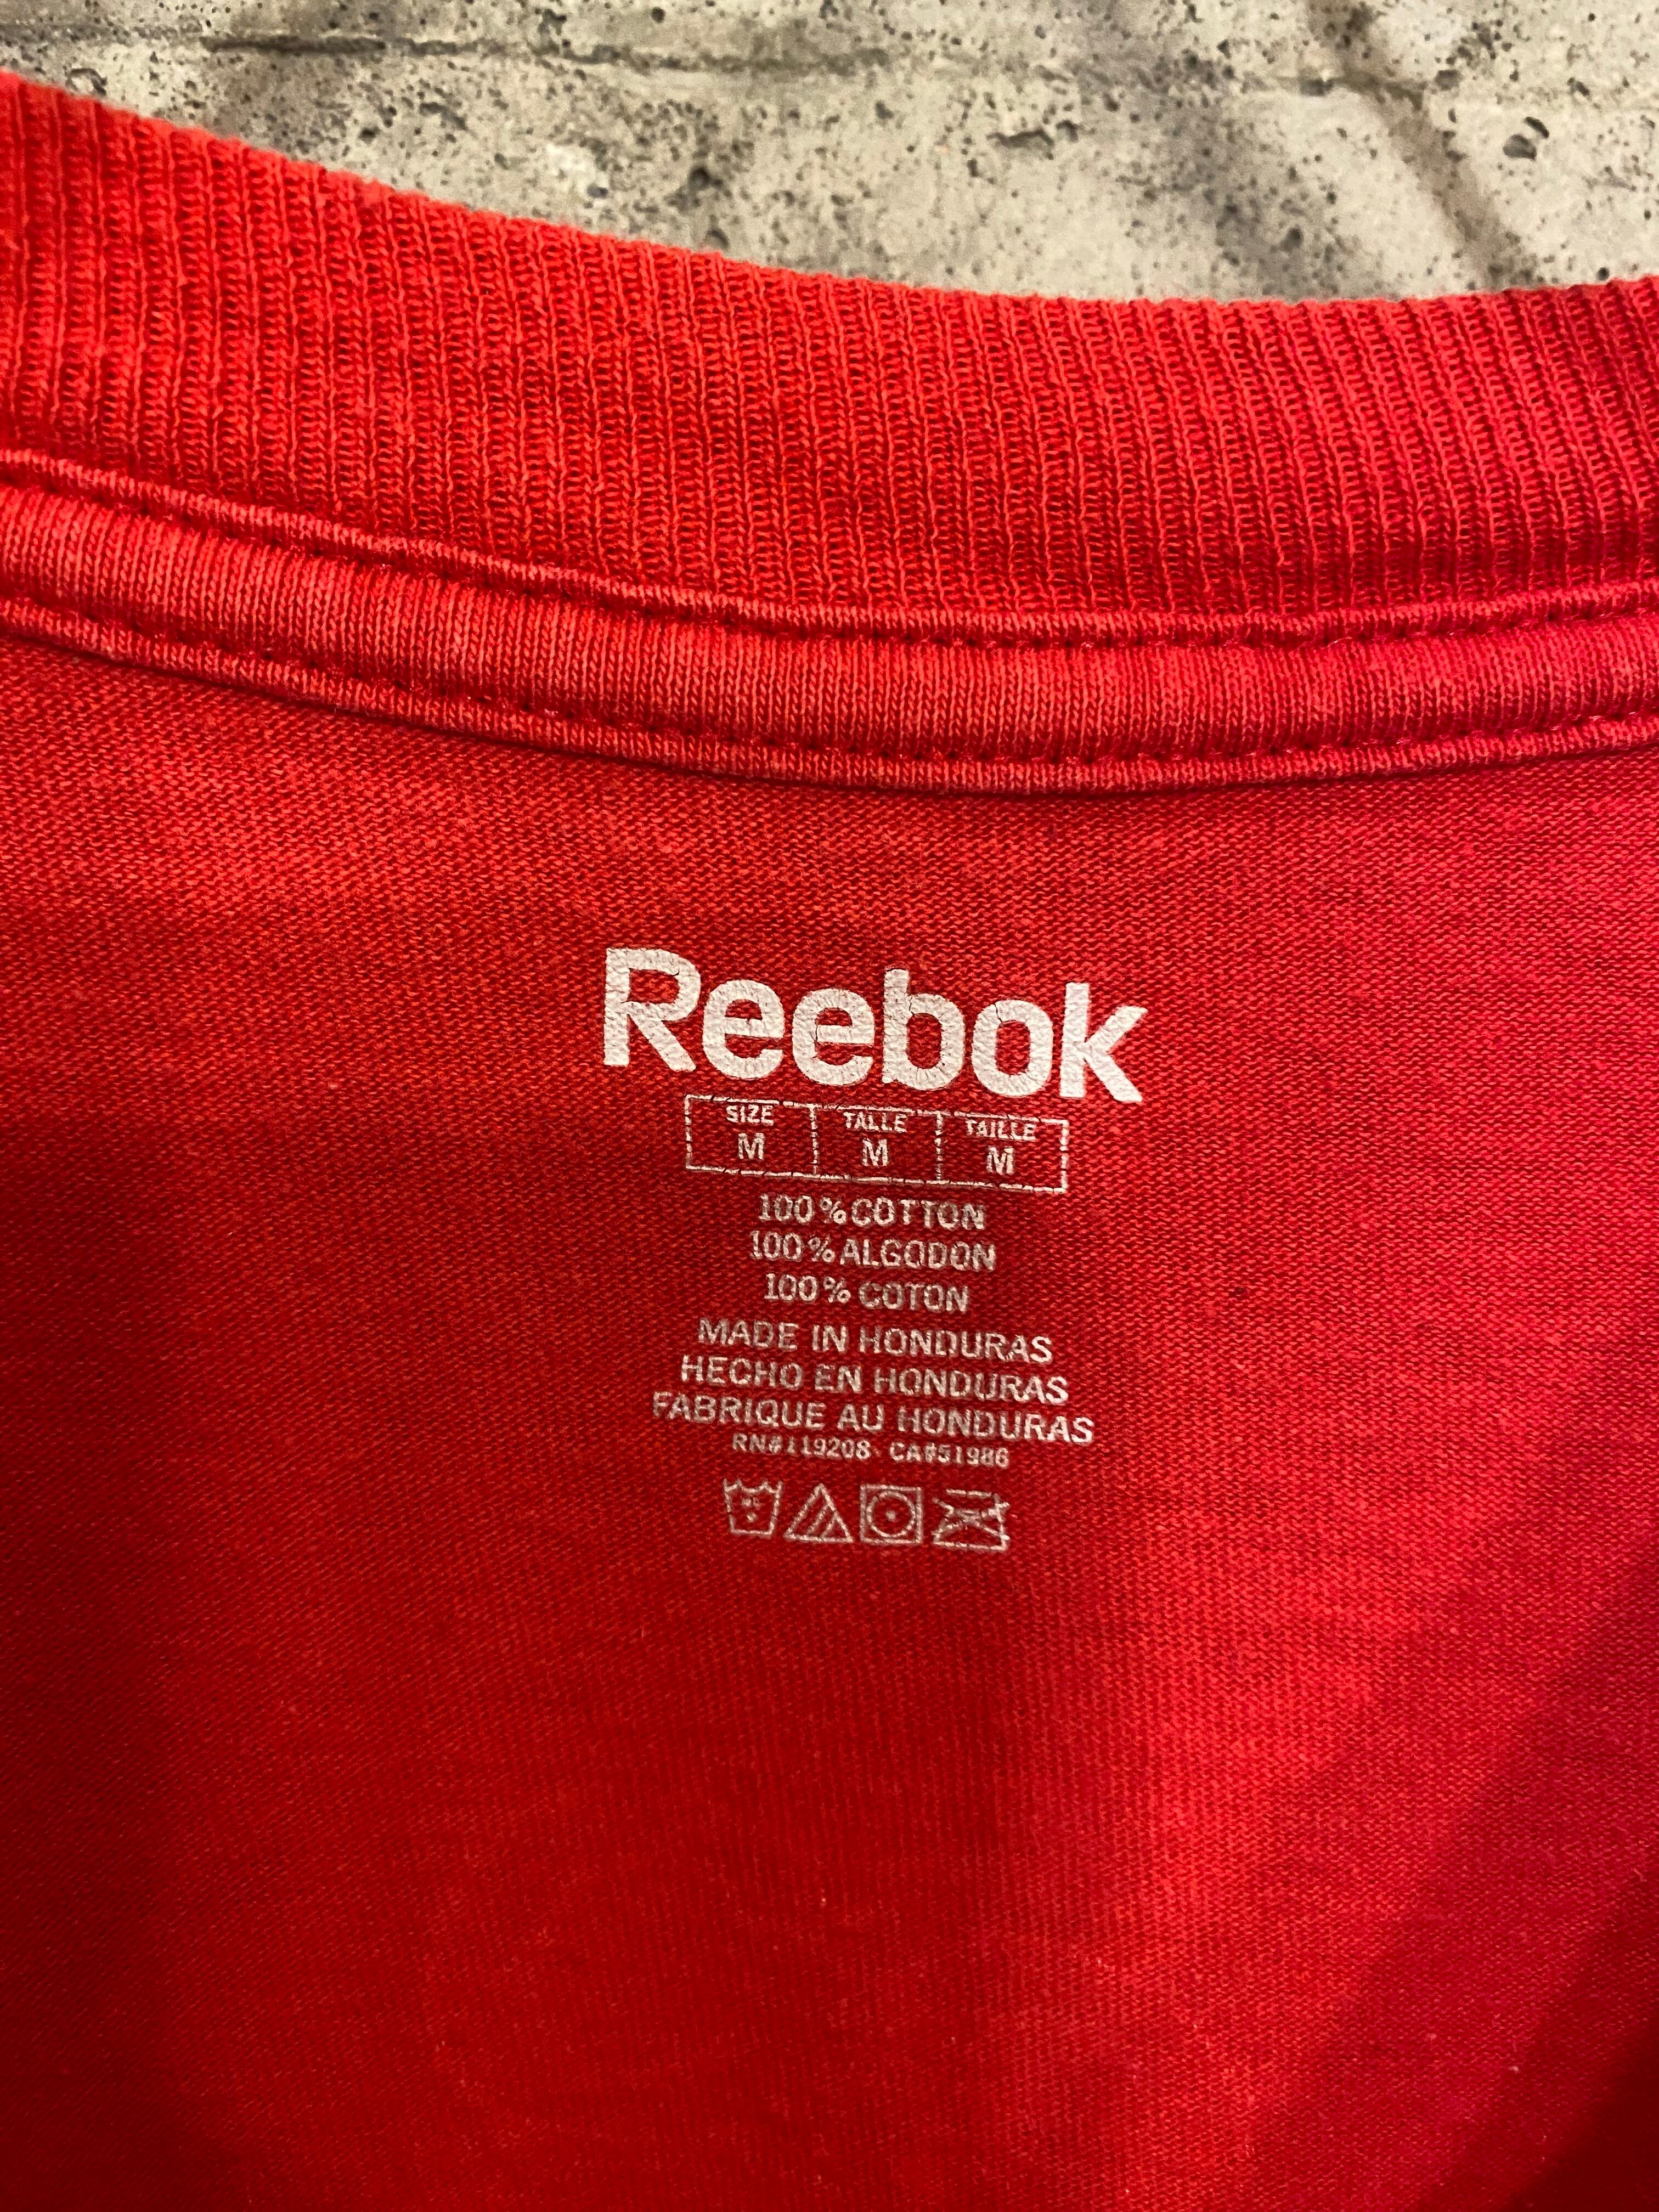 Reebok
SIZE TALLE TAILLE
M M M
100% COTTON
100% ALGODON
100% COTON
MADE IN HONDURAS
HECHO EN HONDURAS
FABRIQUE AU HONDURAS
RN#119208 CA#51986